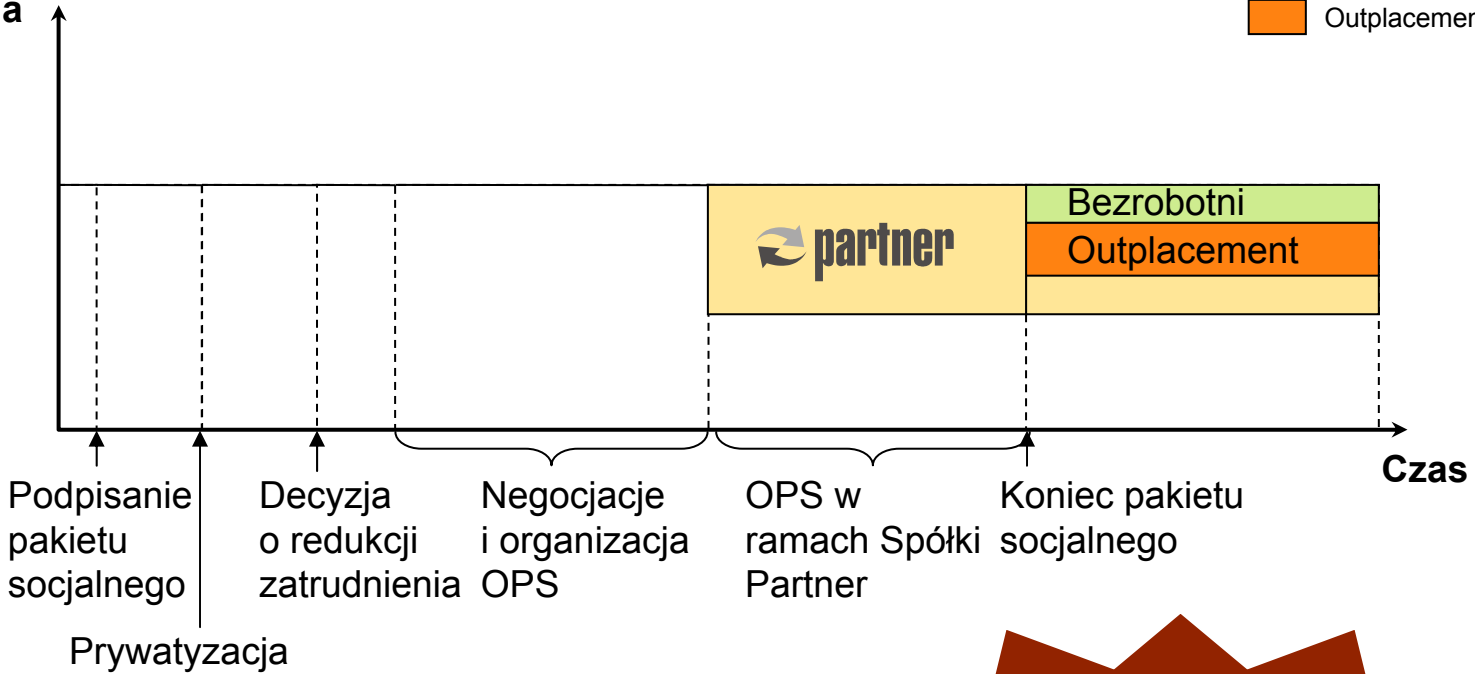 a
Outplacemen
Bezrobotni
partner
Outplacement
Czas
Podpisanie
pakietu
socjalnego
Prywatyzacja
Decyzja
o redukcji
zatrudnienia
Negocjacje
i organizacja
OPS
OPS w
ramach Spółki
Partner
Koniec pakietu
socjalnego